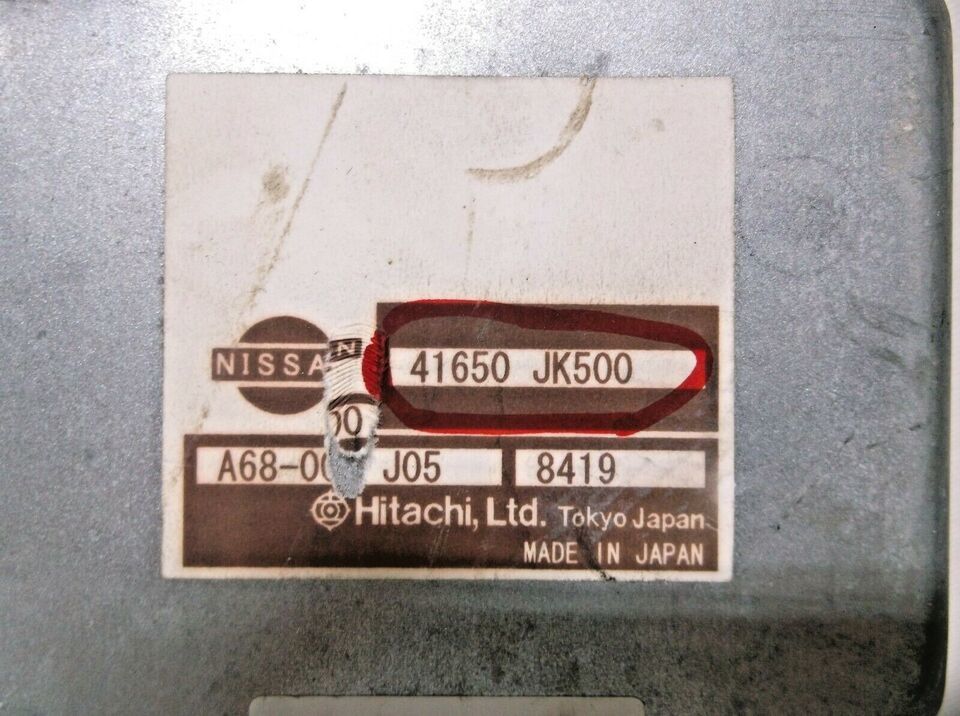 NISSAN
41650 JK500
A68-00 J05
8419
Hitachi, Ltd. Tokyo Japan
MADE IN JAPAN